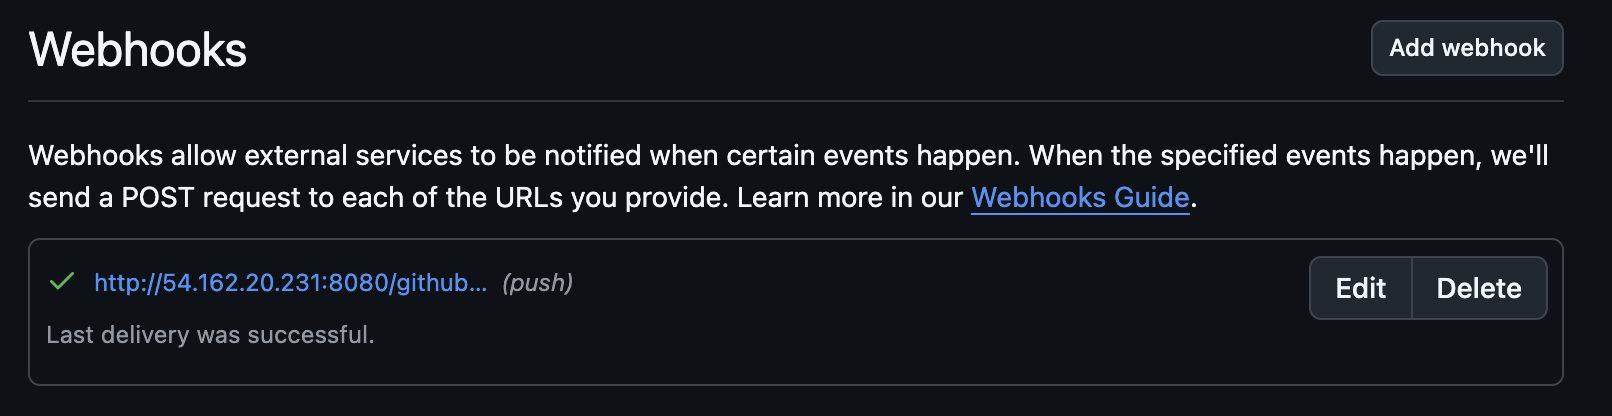 Webhooks
Add webhook
Webhooks allow external services to be notified when certain events happen. When the specified events happen, we'll
send a POST request to each of the URLs you provide. Learn more in our Webhooks Guide.
http://54.162.20.231:8080/github... (push)
Edit
Delete
Last delivery was successful.